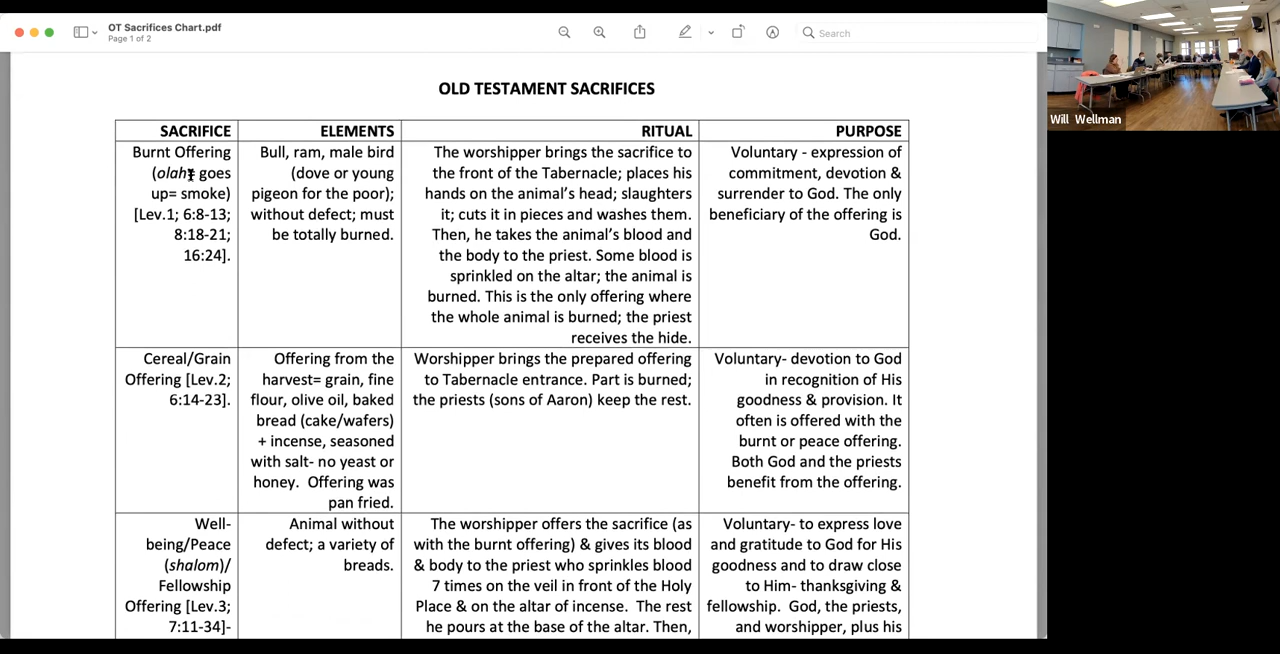 OT Sacrifices Chart.pdf
Page 1 of 2
Search
Will Wellman
OLD TESTAMENT SACRIFICES
SACRIFICE
ELEMENTS
RITUAL
PURPOSE
Burnt Offering
(olah= goes
up= smoke)
[Lev.1; 6:8-13;
8:18-21;
16:24].
Bull, ram, male bird
(dove or young
pigeon for the poor);
without defect; must
be totally burned.
The worshipper brings the sacrifice to
the front of the Tabernacle; places his
hands on the animal's head; slaughters
it; cuts it in pieces and washes them.
Then, he takes the animal's blood and
the body to the priest. Some blood is
sprinkled on the altar; the animal is
burned. This is the only offering where
the whole animal is burned; the priest
receives the hide.
Voluntary - expression of
commitment, devotion &
surrender to God. The only
beneficiary of the offering is
God.
Cereal/Grain
Offering [Lev.2;
6:14-23].
Offering from the
harvest= grain, fine
flour, olive oil, baked
bread (cake/wafers)
+ incense, seasoned
with salt- no yeast or
honey. Offering was
pan fried.
Worshipper brings the prepared offering
to Tabernacle entrance. Part is burned;
the priests (sons of Aaron) keep the rest.
Voluntary- devotion to God
in recognition of His
goodness & provision. It
often is offered with the
burnt or peace offering.
Both God and the priests
benefit from the offering.
Well-
being/Peace
(shalom)/
Fellowship
Offering [Lev.3;
7:11-34]-
Animal without
defect; a variety of
breads.
The worshipper offers the sacrifice (as
with the burnt offering) & gives its blood
& body to the priest who sprinkles blood
7 times on the veil in front of the Holy
Place & on the altar of incense. The rest
he pours at the base of the altar. Then,
Voluntary- to express love
and gratitude to God for His
goodness and to draw close
to Him- thanksgiving &
fellowship. God, the priests,
and worshipper, plus his